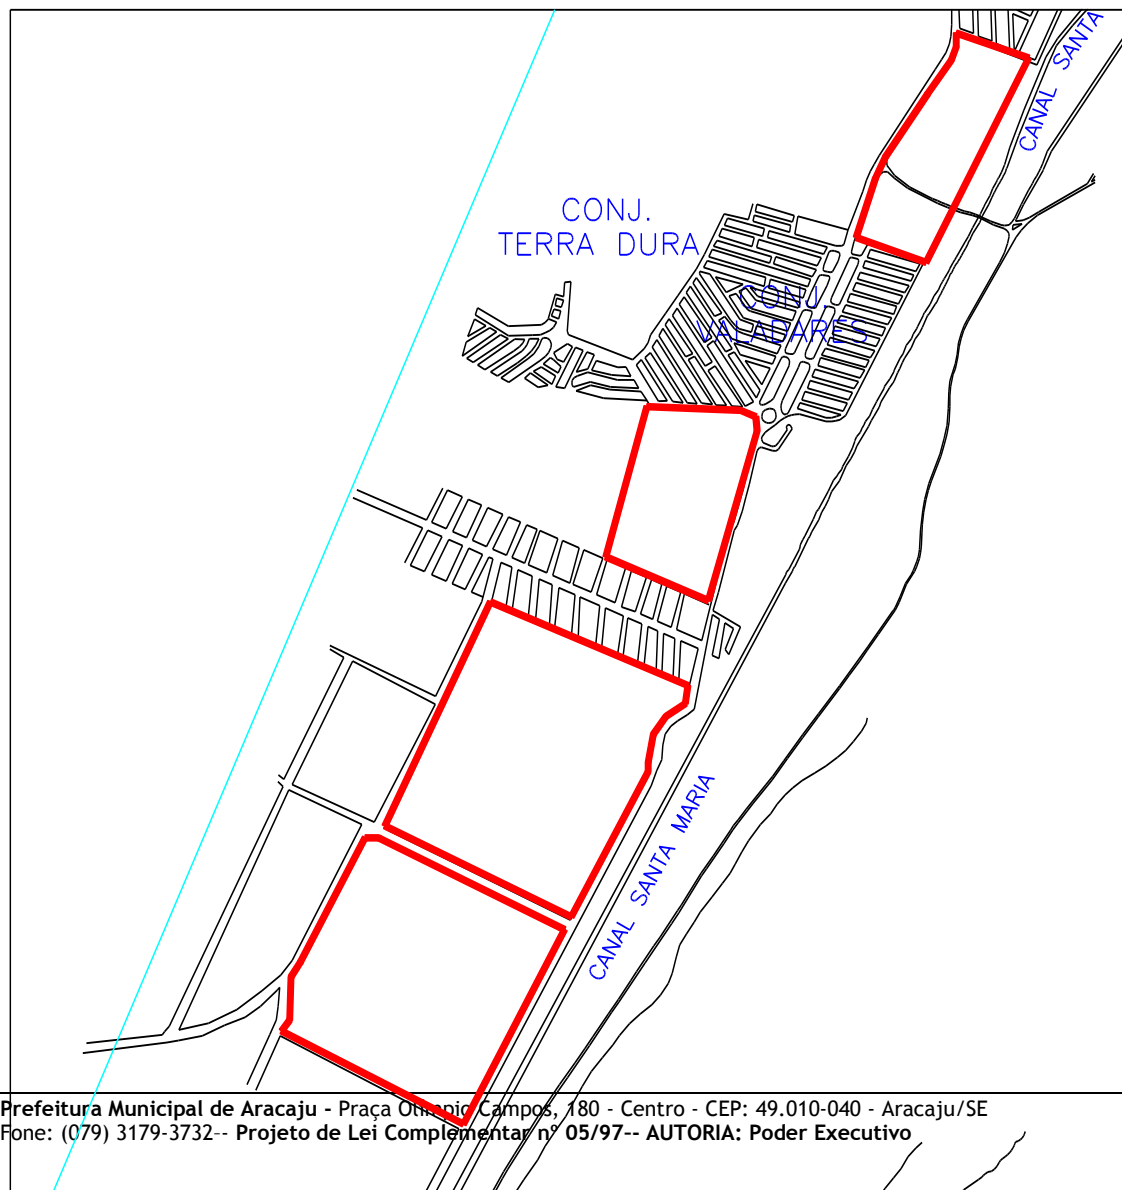 CANAL SANTA
CONJ.
TERRA DURA
CONJ.
VALADARES
CANAL SANTA MARIA
Prefeitura Municipal de Aracaju - Praça Olímpio Campos, 180 - Centro - CEP: 49.010-040 - Aracaju/SE
Fone: (079) 3179-3732-- Projeto de Lei Complementar nº 05/97-- AUTORIA: Poder Executivo